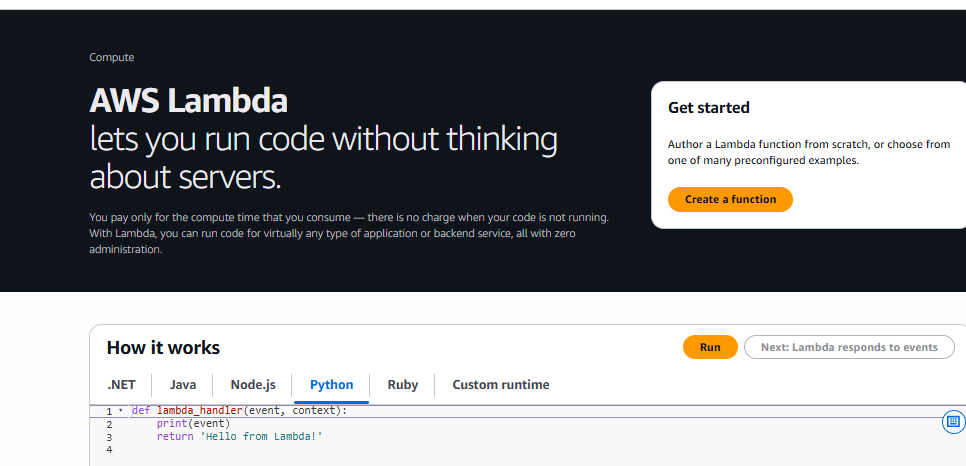 Compute
AWS Lambda
lets you run code without thinking
about servers.
You pay only for the compute time that you consume — there is no charge when your code is not running.
With Lambda, you can run code for virtually any type of application or backend service, all with zero
administration.
Get started
Author a Lambda function from scratch, or choose from
one of many preconfigured examples.
Create a function
How it works
Run
Next: Lambda responds to events
.NET
Java
Node.js
Python
Ruby
Custom runtime
1 def lambda_handler(event, context):
2     print(event)
3     return 'Hello from Lambda!'
4